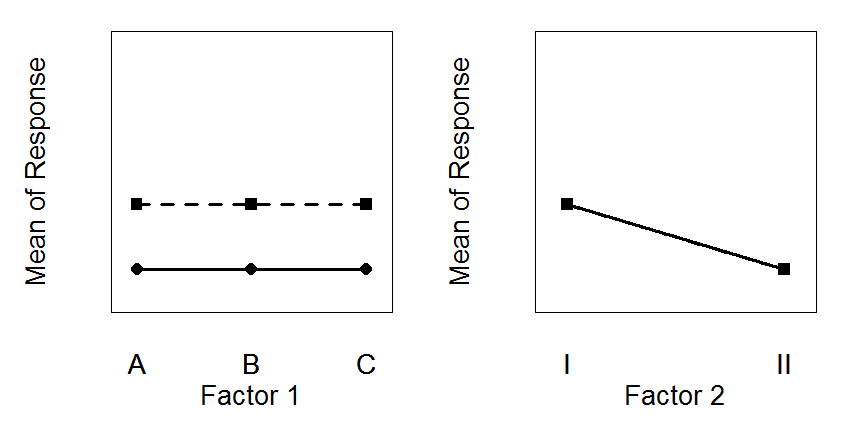 Mean of Response
A B C
Factor 1
Mean of Response
I II
Factor 2